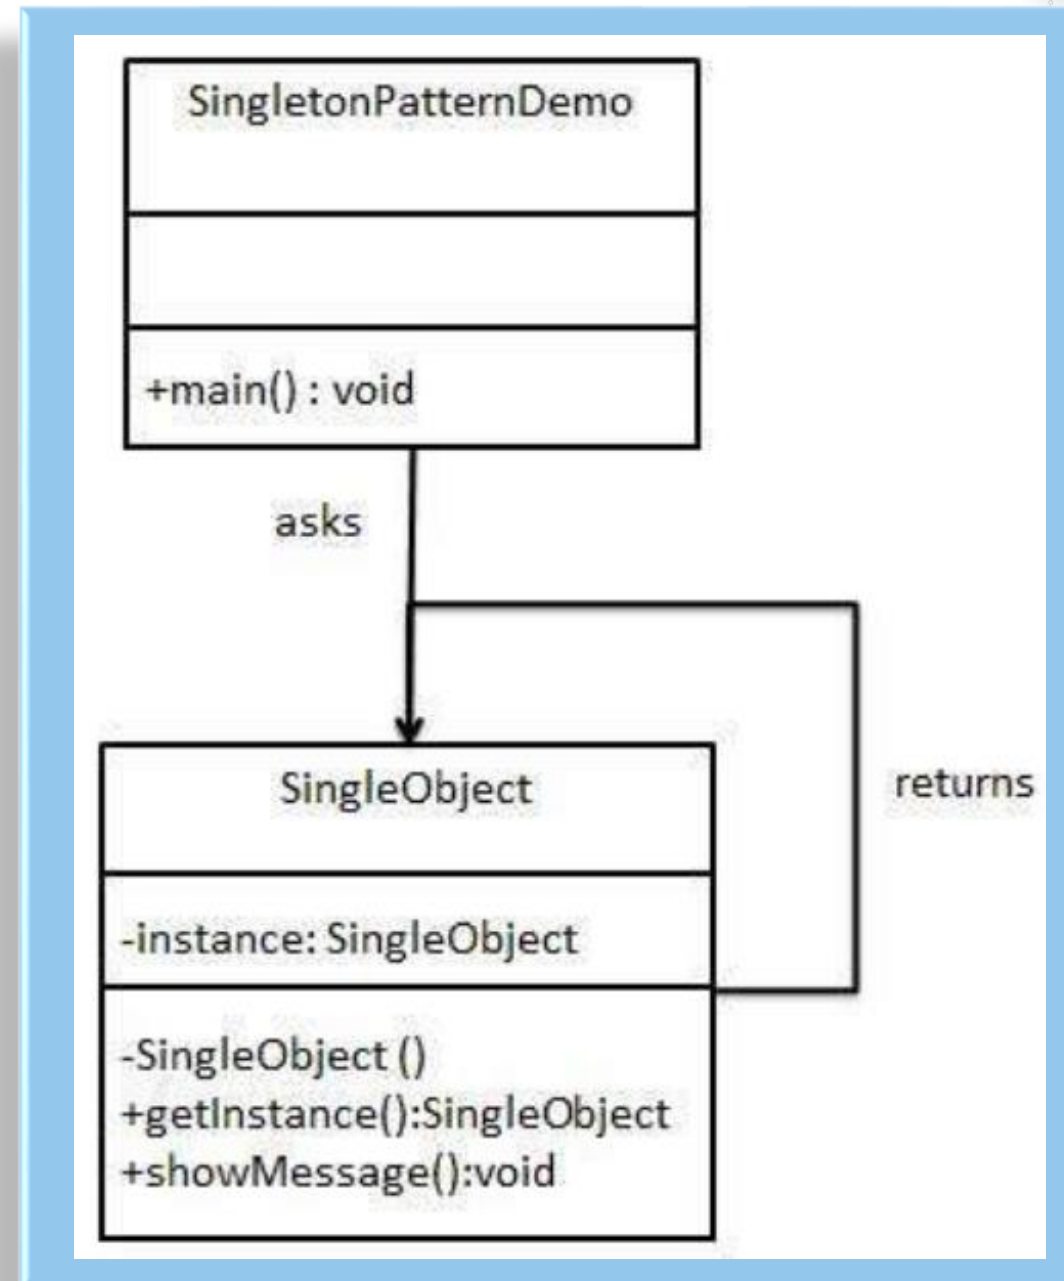 SingletonPatternDemo
+main() : void
asks
SingleObject
returns
-instance: SingleObject
-SingleObject ()
+getInstance():SingleObject
+showMessage():void